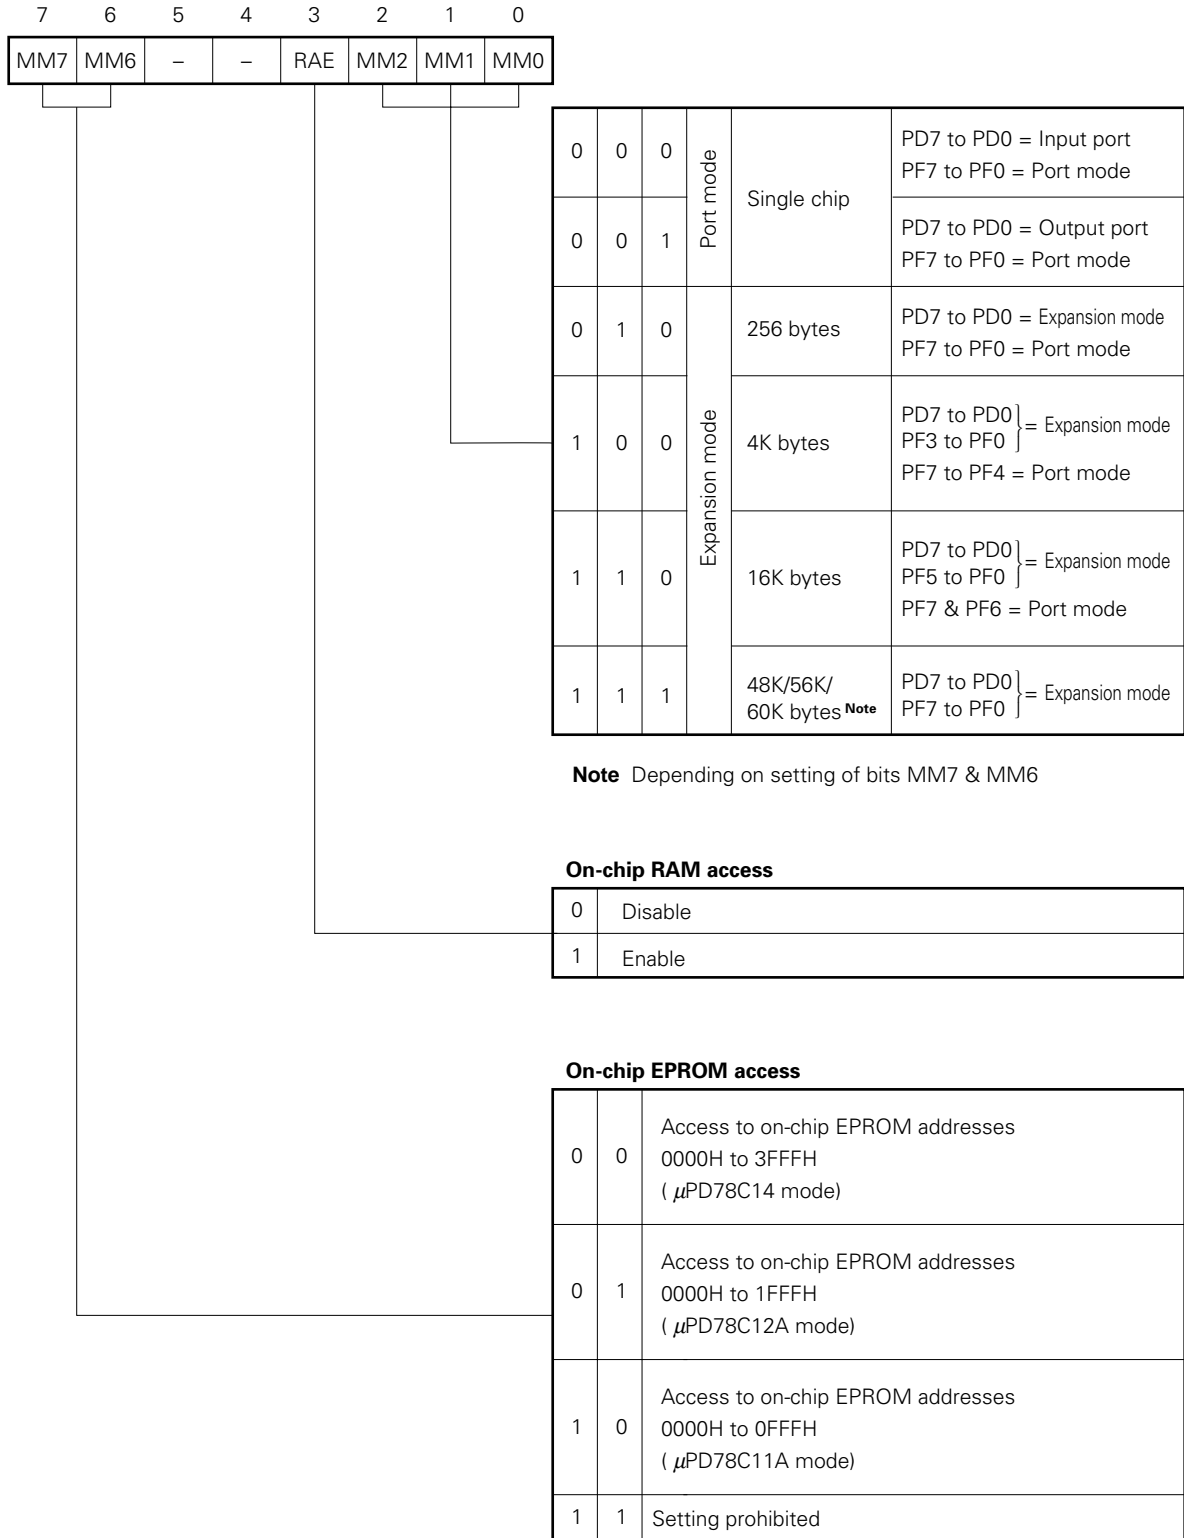 7 6 5 4 3 2 1 0
MM7 MM6 – – RAE MM2 MM1 MM0
Port mode
Single chip
0 0 0
PD7 to PD0 = Input port
PF7 to PF0 = Port mode
0 0 1
PD7 to PD0 = Output port
PF7 to PF0 = Port mode
Expansion mode
0 1 0 256 bytes
PD7 to PD0 = Expansion mode
PF7 to PF0 = Port mode
1 0 0 4K bytes
PD7 to PD0
PF3 to PF0
} = Expansion mode
PF7 to PF4 = Port mode
1 1 0 16K bytes
PD7 to PD0
PF5 to PF0
} = Expansion mode
PF7 & PF6 = Port mode
1 1 1
48K/56K/
60K bytes Note
PD7 to PD0
PF7 to PF0
} = Expansion mode
Note Depending on setting of bits MM7 & MM6
On-chip RAM access
0 Disable
1 Enable
On-chip EPROM access
0 0
Access to on-chip EPROM addresses
0000H to 3FFFH
( μPD78C14 mode)
0 1
Access to on-chip EPROM addresses
0000H to 1FFFH
( μPD78C12A mode)
1 0
Access to on-chip EPROM addresses
0000H to 0FFFH
( μPD78C11A mode)
1 1 Setting prohibited